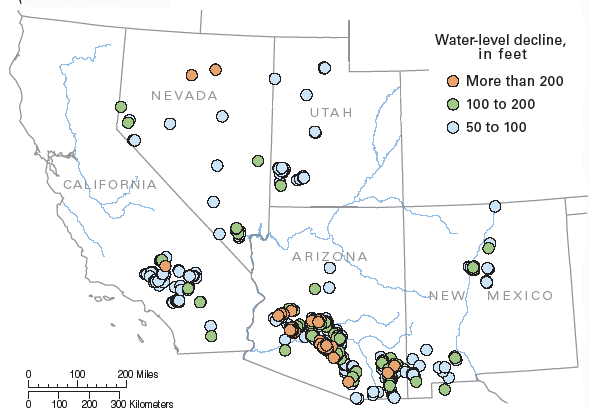 Water-level decline,
in feet
More than 200
100 to 200
50 to 100
NEVADA
UTAH
CALIFORNIA
ARIZONA
NEW MEXICO
0 100 200 Miles
0 100 200 300 Kilometers